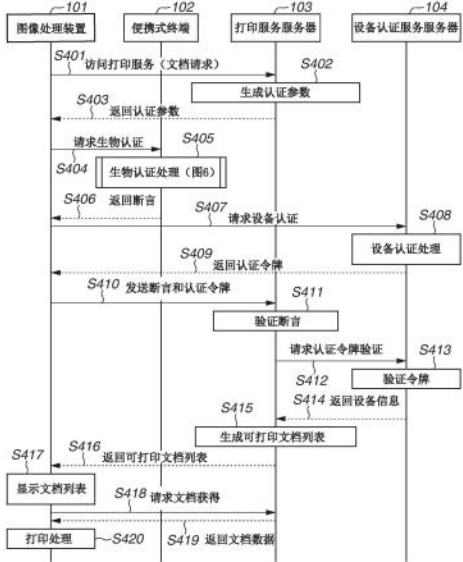 101
102
103
104
图像处理装置
便携式终端
打印服务服务器
设备认证服务服务器
S401
访问打印服务（文档请求）
S402
生成认证参数
S403
返回认证参数
请求生物认证
S404
S405
生物认证处理（图6）
S406
返回断言
S407
请求设备认证
S408
设备认证处理
S409
返回认证令牌
S410
发送断言和认证令牌
S411
验证断言
请求认证令牌验证
S412
S413
验证令牌
S414
返回设备信息
S415
生成可打印文档列表
S416
返回可打印文档列表
S417
显示文档列表
S418
请求文档获得
S419
返回文档数据
打印处理
S420